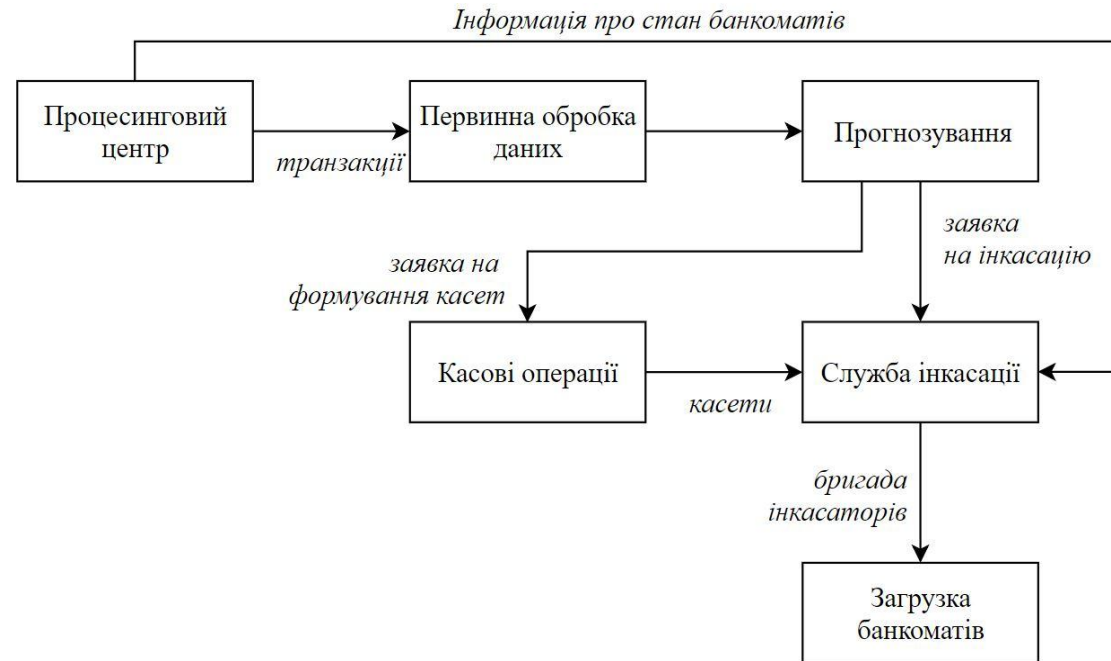 Інформація про стан банкоматів
Процесинговий
центр
транзакції
Первинна обробка
даних
Прогнозування
заявка на
формування касет
заявка
на інкасацію
Касові операції
касети
Служба інкасації
бригада
інкасаторів
Загрузка
банкоматів